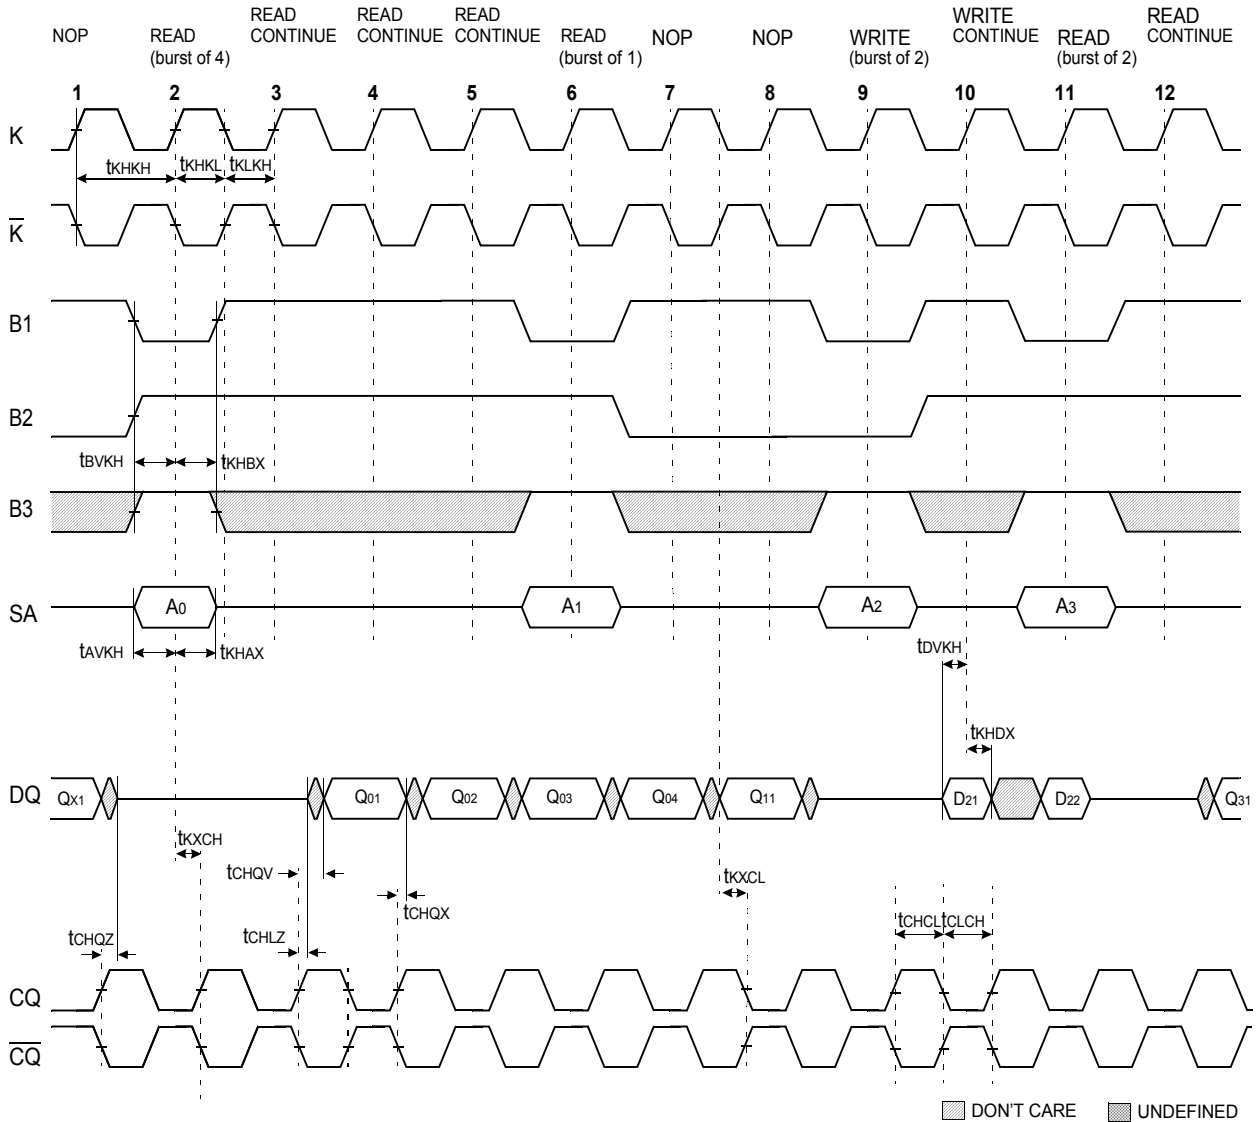 NOP
READ
(burst of 4)
READ
CONTINUE
READ
CONTINUE
READ
CONTINUE
READ
(burst of 1)
NOP
NOP
WRITE
(burst of 2)
WRITE
CONTINUE
READ
(burst of 2)
READ
CONTINUE
1 2 3 4 5 6 7 8 9 10 11 12
K
tKHKH tKHKL tKLKH
K
B1
B2
tBVKH tKHBX
B3
SA A0 A1 A2 A3
tAVKH tKHAX
tDVKH
tKHDX
DQ QX1 Q01 Q02 Q03 Q04 Q11 D21 D22 Q31
tKXCH
tCHQV
tKXCL
tCHQX
tCHQZ
tCHLZ
tCHCL tCLCH
CQ
CQ
DON'T CARE UNDEFINED